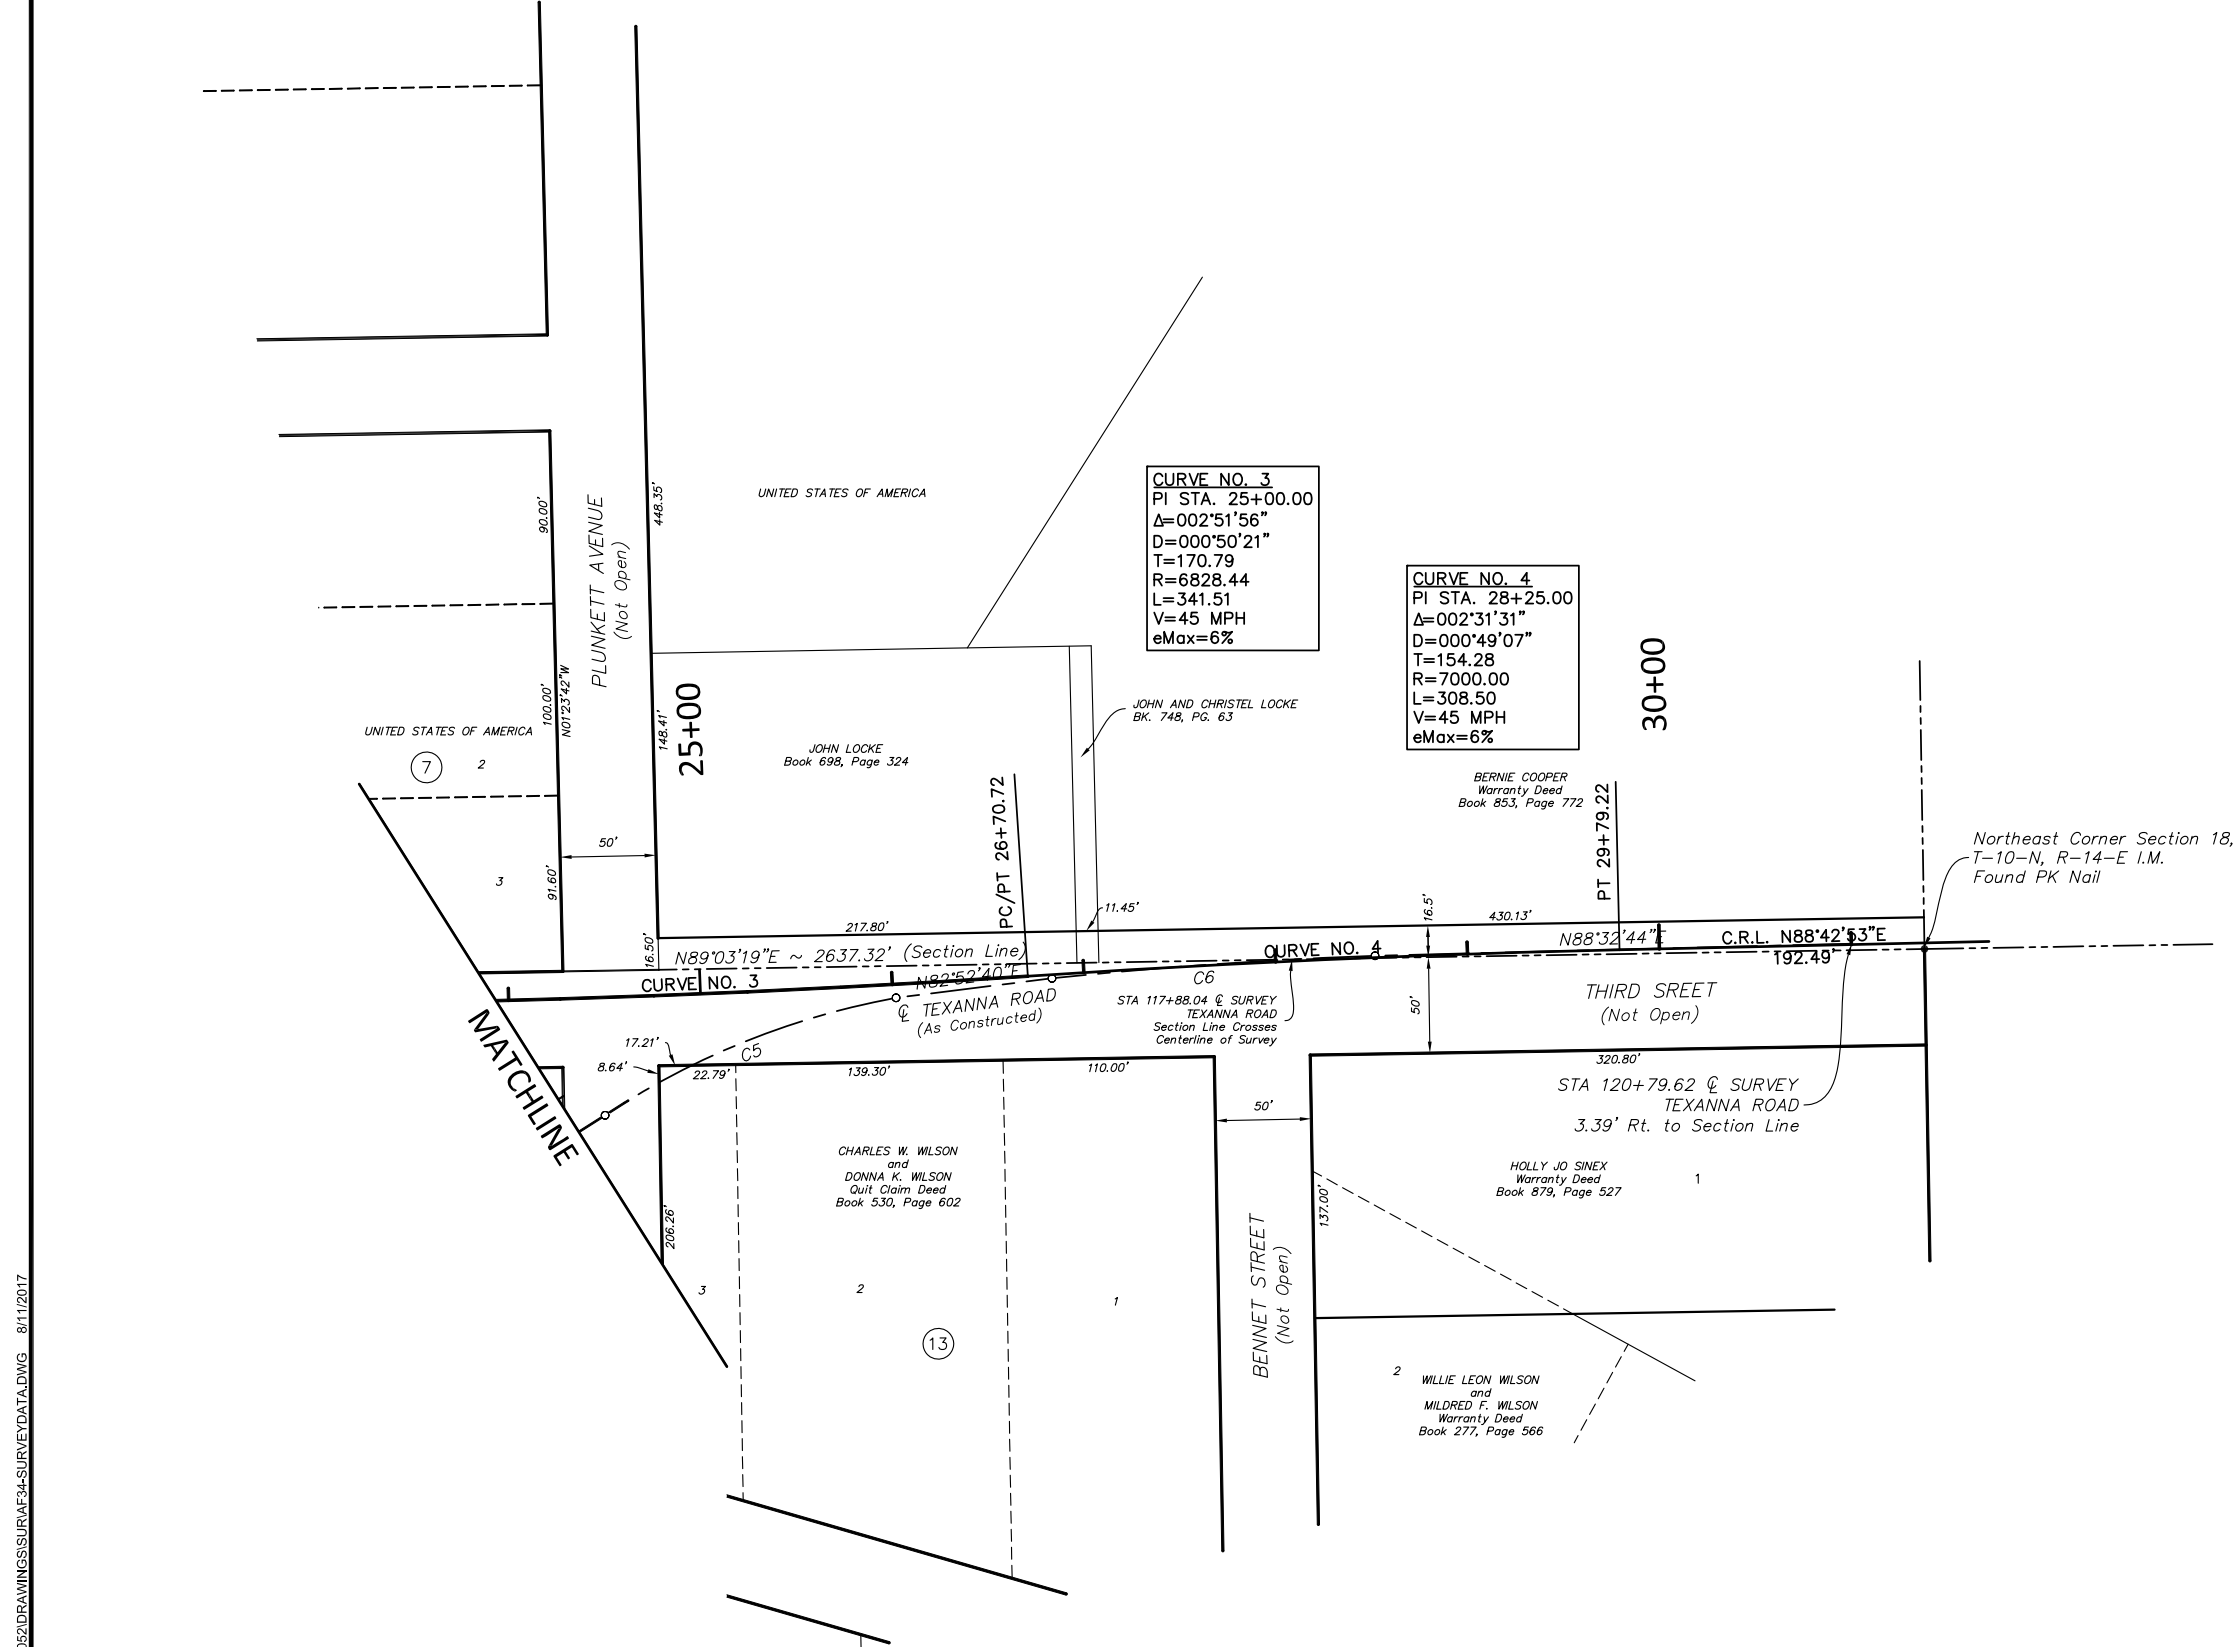 CURVE NO. 3
PI STA. 25+00.00
Δ=002°51'56"
D=000°50'21"
T=170.79
R=6828.44
L=341.51
V=45 MPH
eMax=6%
CURVE NO. 4
PI STA. 28+25.00
Δ=002°31'31"
D=000°49'07"
T=154.28
R=7000.00
L=308.50
V=45 MPH
eMax=6%
UNITED STATES OF AMERICA
448.35'
90.00'
PLUNKETT AVENUE
(Not Open)
100.00'
N01°23'42"W
148.41'
25+00
30+00
UNITED STATES OF AMERICA
7
2
3
91.60'
50'
JOHN LOCKE
Book 698, Page 324
JOHN AND CHRISTEL LOCKE
BK. 748, PG. 63
PC/PT 26+70.72
BERNIE COOPER
Warranty Deed
Book 853, Page 772
PT 29+79.22
Northeast Corner Section 18,
T-10-N, R-14-E I.M.
Found PK Nail
11.45'
217.80'
16.5'
430.13'
16.50'
N89°03'19"E ~ 2637.32' (Section Line)
CURVE NO. 4
N88°32'44"E
C.R.L. N88°42'53"E
192.49'
CURVE NO. 3
N82°52'40"E
℄ TEXANNA ROAD
(As Constructed)
C6
STA 117+88.04 ℄ SURVEY
TEXANNA ROAD
Section Line Crosses
Centerline of Survey
50'
THIRD SREET
(Not Open)
MATCHLINE
17.21'
8.64'
C5
22.79'
139.30'
110.00'
320.80'
STA 120+79.62 ℄ SURVEY
TEXANNA ROAD
3.39' Rt. to Section Line
50'
CHARLES W. WILSON
and
DONNA K. WILSON
Quit Claim Deed
Book 530, Page 602
206.26'
137.00'
HOLLY JO SINEX
Warranty Deed
Book 879, Page 527
1
BENNET STREET
(Not Open)
3
2
1
13
2
WILLIE LEON WILSON
and
MILDRED F. WILSON
Warranty Deed
Book 277, Page 566
052\DRAWINGS\SUR\AF34-SURVEYDATA.DWG 8/11/2017